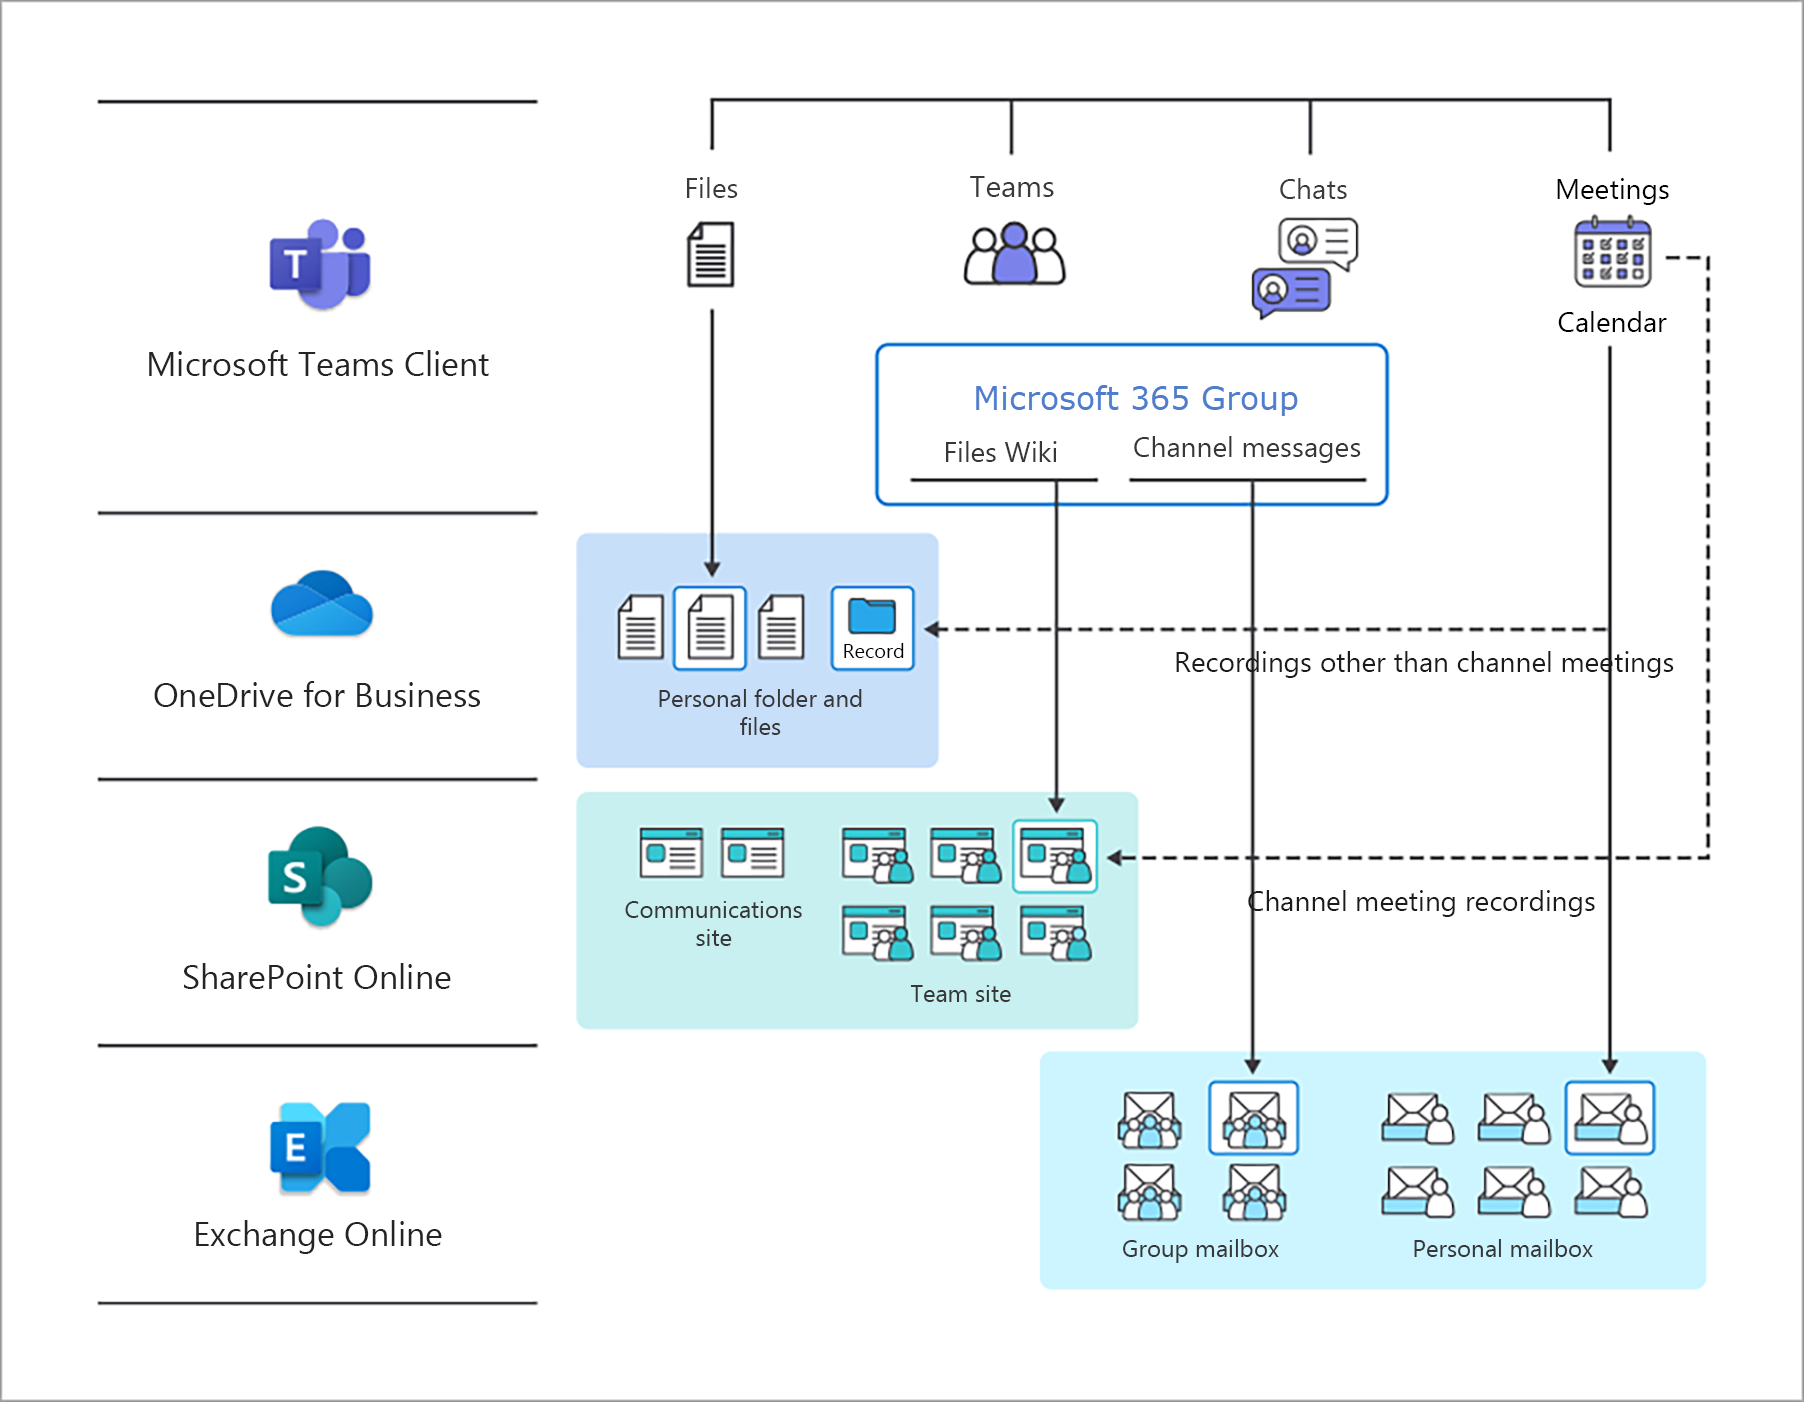 Files
Teams
Chats
Meetings
T
Calendar
Microsoft Teams Client
Microsoft 365 Group
Files Wiki
Channel messages
Record
Recordings other than channel meetings
OneDrive for Business
Personal folder and
files
S
Channel meeting recordings
Communications
site
SharePoint Online
Team site
E
Exchange Online
Group mailbox
Personal mailbox